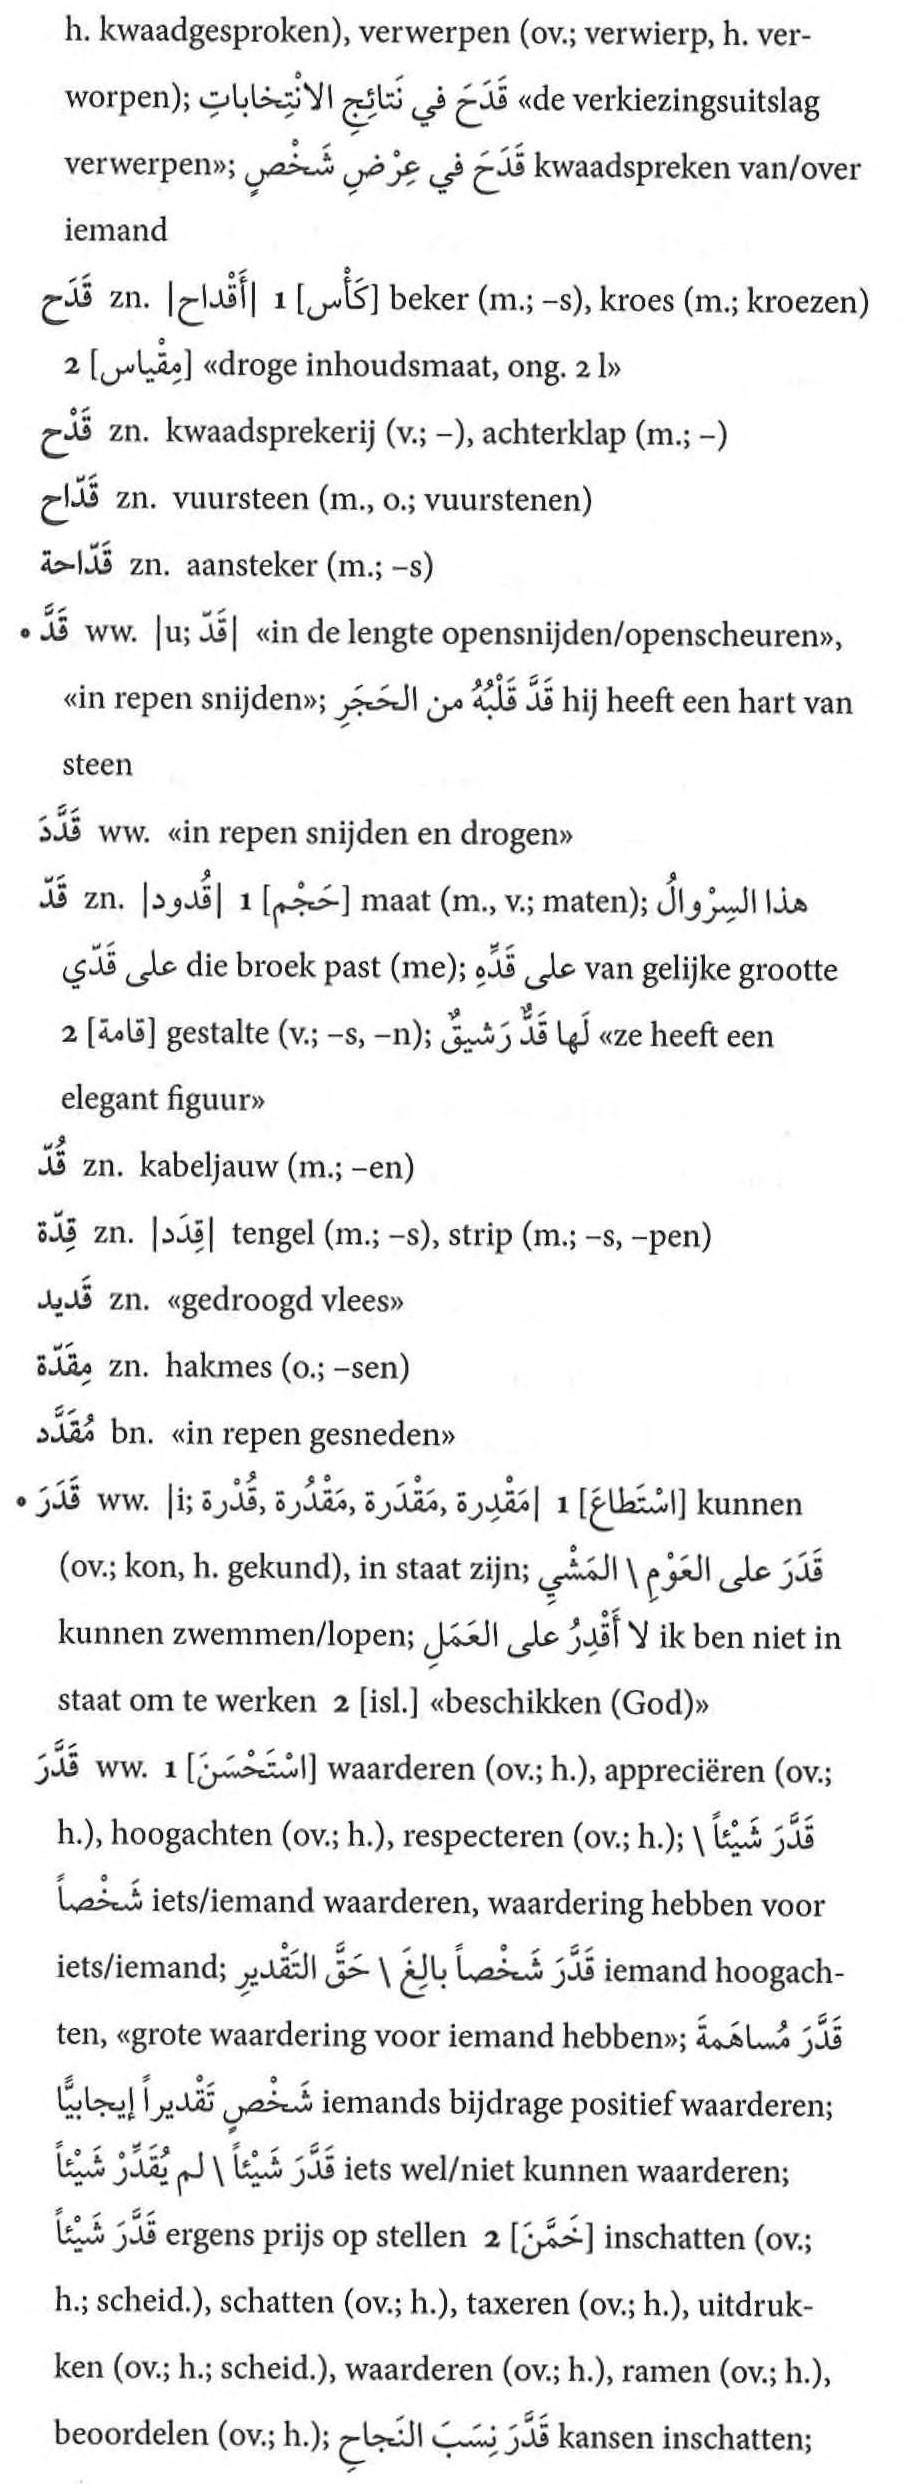 h. kwaadgesproken), verwerpen (ov.; verwierp, h. ver-
worpen); قَدَحَ في نَتائِجِ الانْتِخاباتِ «de verkiezingsuitslag
verwerpen»; قَدَحَ في عِرْضِ شَخْصٍ kwaadspreken van/over
iemand
قَدَح zn. |أَقْداح| 1 [كَأْس] beker (m.; –s), kroes (m.; kroezen)
2 [مِقْياس] «droge inhoudsmaat, ong. 2 l»
قَدْح zn. kwaadsprekerij (v.; –), achterklap (m.; –)
قَدّاح zn. vuursteen (m., o.; vuurstenen)
قَدّاحة zn. aansteker (m.; –s)
• قَدَّ ww. |u; قَدّ| «in de lengte opensnijden/openscheuren»,
«in repen snijden»; قَدَّ قَلْبُهُ من الحَجَرِ hij heeft een hart van
steen
قَدَّدَ ww. «in repen snijden en drogen»
قَدّ zn. |قُدود| 1 [حَجْم] maat (m., v.; maten); هذا السِرْوالُ
على قَدّي die broek past (me); على قَدِّهِ van gelijke grootte
2 [قامة] gestalte (v.; –s, –n); لَها قَدٌّ رَشيقٌ «ze heeft een
elegant figuur»
قُدّ zn. kabeljauw (m.; –en)
قِدّة zn. |قِدَد| tengel (m.; –s), strip (m.; –s, –pen)
قَديد zn. «gedroogd vlees»
مِقَدّة zn. hakmes (o.; –sen)
مُقَدَّد bn. «in repen gesneden»
• قَدَرَ ww. |i; مَقْدِرة, مَقْدَرة, مَقْدُرة, قُدْرة| 1 [اسْتَطاعَ] kunnen
(ov.; kon, h. gekund), in staat zijn; قَدَرَ على العَوْمِ \ المَشْيِ
kunnen zwemmen/lopen; لا أَقْدِرُ على العَمَلِ ik ben niet in
staat om te werken 2 [isl.] «beschikken (God)»
قَدَّرَ ww. 1 [اسْتَحْسَنَ] waarderen (ov.; h.), appreciëren (ov.;
h.), hoogachten (ov.; h.), respecteren (ov.; h.); قَدَّرَ شَيْئاً \
شَخْصاً iets/iemand waarderen, waardering hebben voor
iets/iemand; قَدَّرَ شَخْصاً بالِغَ \ حَقَّ التَقْديرِ iemand hoogach-
ten, «grote waardering voor iemand hebben»; قَدَّرَ مُساهَمةَ
شَخْصٍ تَقْديراً إيجابيًّا iemands bijdrage positief waarderen;
قَدَّرَ شَيْئاً \ لم يُقَدِّرْ شَيْئاً iets wel/niet kunnen waarderen;
قَدَّرَ شَيْئاً ergens prijs op stellen 2 [خَمَّنَ] inschatten (ov.;
h.; scheid.), schatten (ov.; h.), taxeren (ov.; h.), uitdruk-
ken (ov.; h.; scheid.), waarderen (ov.; h.), ramen (ov.; h.),
beoordelen (ov.; h.); قَدَّرَ نِسَبَ النَجاحِ kansen inschatten;